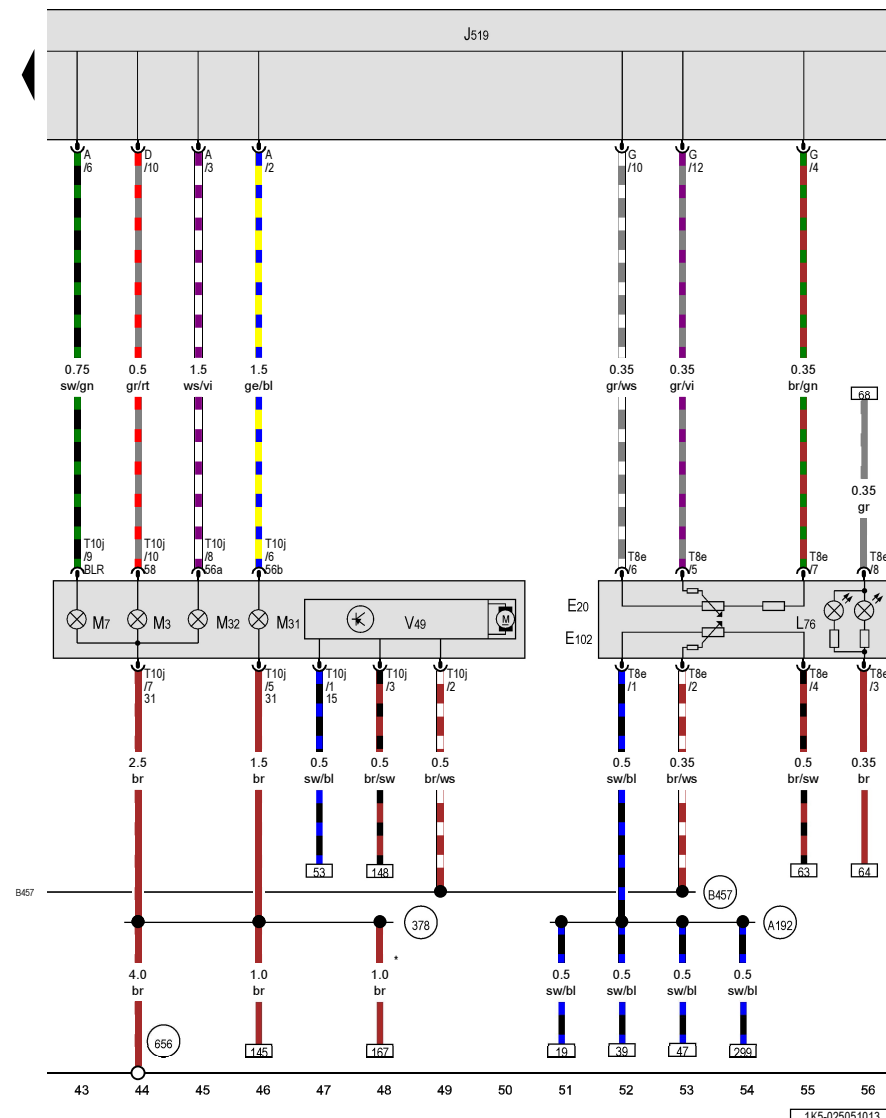 J519
A D A A G G G
/6 /10 /3 /2 /10 /12 /4
0.75 0.5 1.5 1.5 0.35 0.35 0.35
sw/gn gr/rt ws/vi ge/bl gr/ws gr/vi br/gn
68
0.35
gr
T10j T10j T10j T10j T8e T8e T8e T8e
/9 /10 /8 /6 /6 /5 /7 /8
BLR 58 56a 56b
E20
M7 M3 M32 M31 V49 M L76
E102
T10j T10j T10j T10j T10j T8e T8e T8e T8e
/7 /5 /1 /3 /2 /1 /2 /4 /3
31 31 15
2.5 1.5 0.5 0.5 0.5 0.5 0.35 0.5 0.35
br br sw/bl br/sw br/ws sw/bl br/ws br/sw br
53 148 63 64
B457 B457
378 A192
*
4.0 1.0 1.0 0.5 0.5 0.5 0.5
br br br sw/bl sw/bl sw/bl sw/bl
656 145 167 19 39 47 299
43 44 45 46 47 48 49 50 51 52 53 54 55 56
1K5-025051013